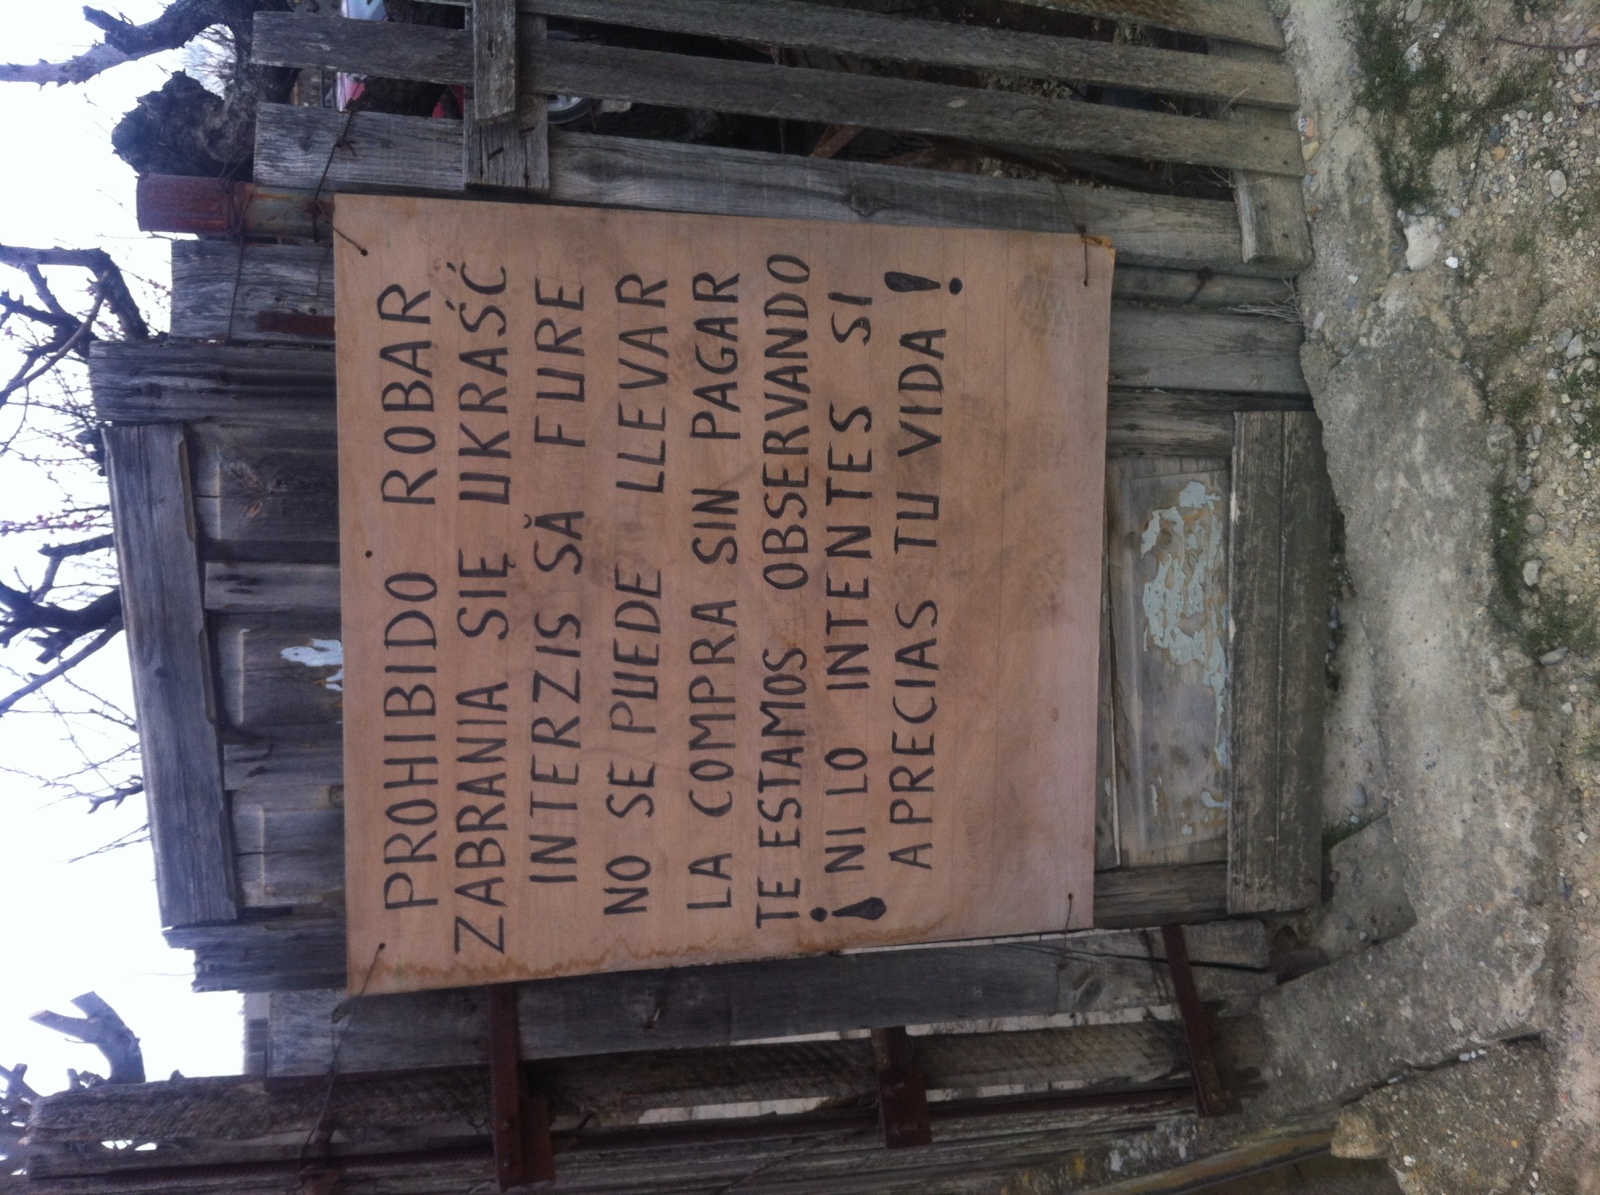 PROHIBIDO ROBAR
ZABRANIA SIĘ UKRAŚĆ
INTERZIS SĂ FURE
NO SE PUEDE LLEVAR
LA COMPRA SIN PAGAR
TE ESTAMOS OBSERVANDO
¡NI LO INTENTES SI
APRECIAS TU VIDA!